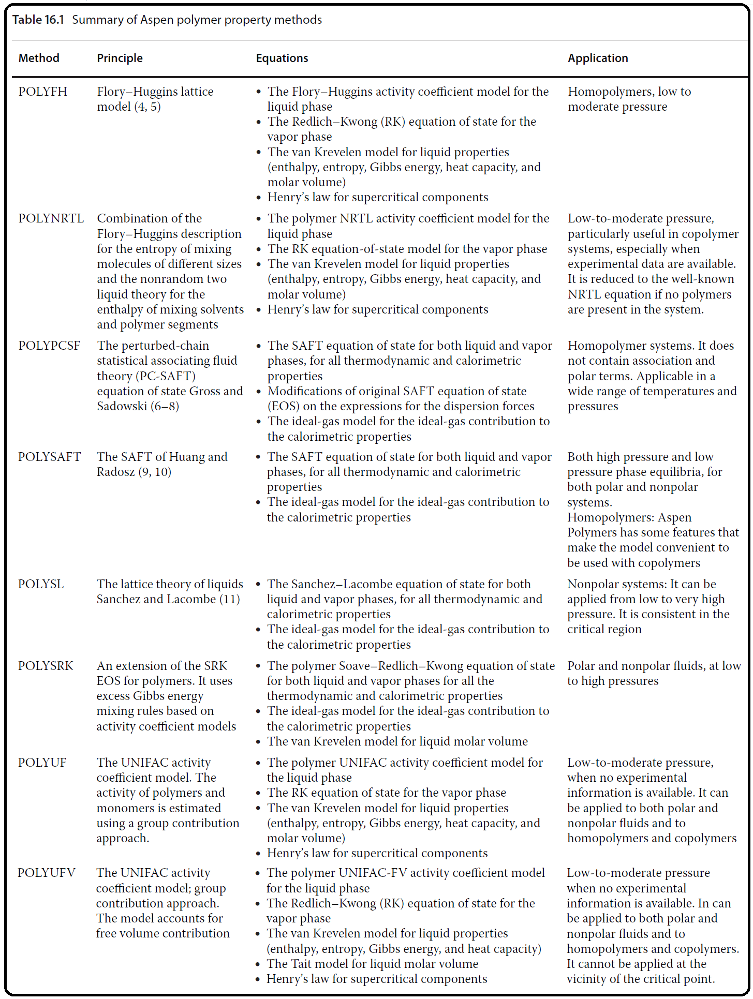 Table 16.1 Summary of Aspen polymer property methods
Method Principle Equations Application
POLYFH
Flory–Huggins lattice
model (4, 5)
• The Flory–Huggins activity coefficient model for the
liquid phase
• The Redlich–Kwong (RK) equation of state for the
vapor phase
• The van Krevelen model for liquid properties
(enthalpy, entropy, Gibbs energy, heat capacity, and
molar volume)
• Henry’s law for supercritical components
Homopolymers, low to
moderate pressure
POLYNRTL
Combination of the
Flory–Huggins description
for the entropy of mixing
molecules of different sizes
and the nonrandom two
liquid theory for the
enthalpy of mixing solvents
and polymer segments
• The polymer NRTL activity coefficient model for the
liquid phase
• The RK equation-of-state model for the vapor phase
• The van Krevelen model for liquid properties
(enthalpy, entropy, Gibbs energy, heat capacity, and
molar volume)
• Henry’s law for supercritical components
Low-to-moderate pressure,
particularly useful in copolymer
systems, especially when
experimental data are available.
It is reduced to the well-known
NRTL equation if no polymers
are present in the system.
POLYPCSF
The perturbed-chain
statistical associating fluid
theory (PC-SAFT)
equation of state Gross and
Sadowski (6–8)
• The SAFT equation of state for both liquid and vapor
phases, for all thermodynamic and calorimetric
properties
• Modifications of original SAFT equation of state
(EOS) on the expressions for the dispersion forces
• The ideal-gas model for the ideal-gas contribution to
the calorimetric properties
Homopolymer systems. It does
not contain association and
polar terms. Applicable in a
wide range of temperatures and
pressures
POLYSAFT
The SAFT of Huang and
Radosz (9, 10)
• The SAFT equation of state for both liquid and vapor
phases, for all thermodynamic and calorimetric
properties
• The ideal-gas model for the ideal-gas contribution to
the calorimetric properties
Both high pressure and low
pressure phase equilibria, for
both polar and nonpolar
systems.
Homopolymers: Aspen
Polymers has some features that
make the model convenient to
be used with copolymers
POLYSL
The lattice theory of liquids
Sanchez and Lacombe (11)
• The Sanchez–Lacombe equation of state for both
liquid and vapor phases, for all thermodynamic and
calorimetric properties
• The ideal-gas model for the ideal-gas contribution to
the calorimetric properties
Nonpolar systems: It can be
applied from low to very high
pressure. It is consistent in the
critical region
POLYSRK
An extension of the SRK
EOS for polymers. It uses
excess Gibbs energy
mixing rules based on
activity coefficient models
• The polymer Soave–Redlich–Kwong equation of state
for both liquid and vapor phases for all the
thermodynamic and calorimetric properties
• The ideal-gas model for the ideal-gas contribution to
the calorimetric properties
• The van Krevelen model for liquid molar volume
Polar and nonpolar fluids, at low
to high pressures
POLYUF
The UNIFAC activity
coefficient model. The
activity of polymers and
monomers is estimated
using a group contribution
approach.
• The polymer UNIFAC activity coefficient model for
the liquid phase
• The RK equation of state for the vapor phase
• The van Krevelen model for liquid properties
(enthalpy, entropy, Gibbs energy, heat capacity, and
molar volume)
• Henry’s law for supercritical components
Low-to-moderate pressure,
when no experimental
information is available. It can
be applied to both polar and
nonpolar fluids and to
homopolymers and copolymers
POLYUFV
The UNIFAC activity
coefficient model; group
contribution approach.
The model accounts for
free volume contribution
• The polymer UNIFAC-FV activity coefficient model
for the liquid phase
• The Redlich–Kwong (RK) equation of state for the
vapor phase
• The van Krevelen model for liquid properties
(enthalpy, entropy, Gibbs energy, and heat capacity)
• The Tait model for liquid molar volume
• Henry’s law for supercritical components
Low-to-moderate pressure
when no experimental
information is available. In can
be applied to both polar and
nonpolar fluids and to
homopolymers and copolymers.
It cannot be applied at the
vicinity of the critical point.